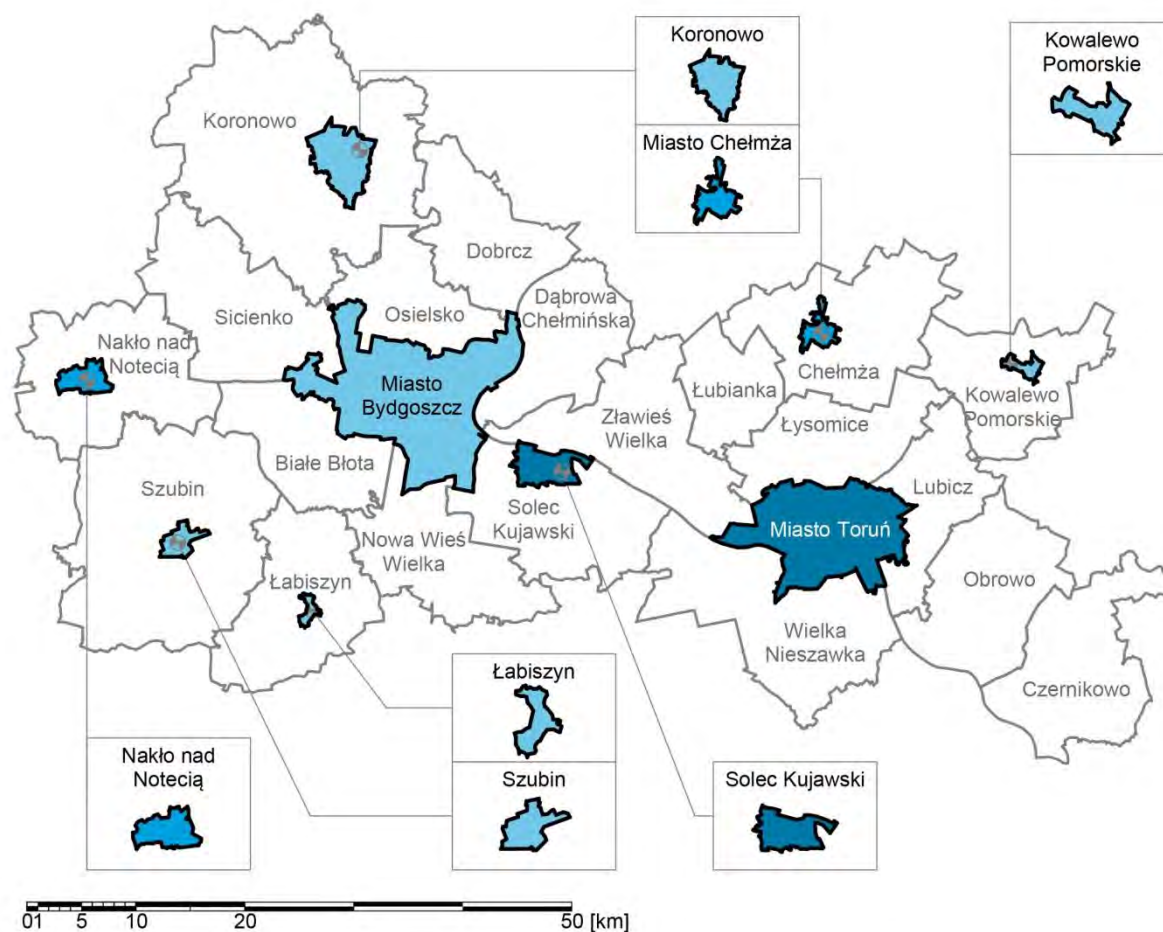 Koronowo
Kowalewo
Pomorskie
Koronowo
Miasto Chełmża
Dobrcz
Dąbrowa
Chełmińska
Sicienko
Osielsko
Nakło nad
Notecią
Chełmża
Miasto
Bydgoszcz
Łubianka
Kowalewo
Pomorskie
Zławieś
Wielka
Łysomice
Białe Błota
Szubin
Lubicz
Solec
Kujawski
Miasto Toruń
Nowa Wieś
Wielka
Łabiszyn
Obrowo
Wielka
Nieszawka
Czernikowo
Łabiszyn
Nakło nad
Notecią
Szubin
Solec Kujawski
01 5 10 20 50 [km]